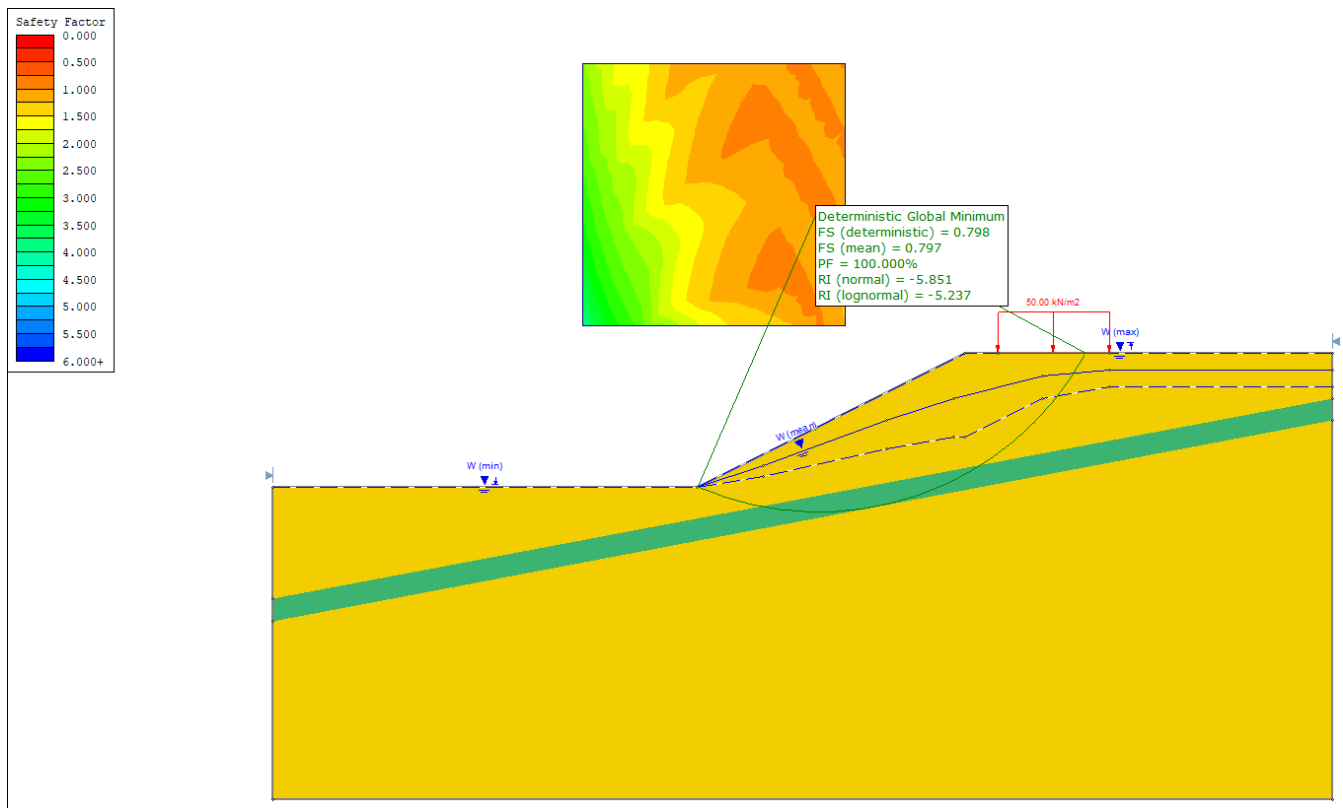 Safety Factor
0.000
0.500
1.000
1.500
2.000
2.500
3.000
3.500
4.000
4.500
5.000
5.500
6.000+
Deterministic Global Minimum
FS (deterministic) = 0.798
FS (mean) = 0.797
PF = 100.000%
RI (normal) = -5.851
RI (lognormal) = -5.237
50.00 kN/m2
W (max)
W (mean)
W (min)